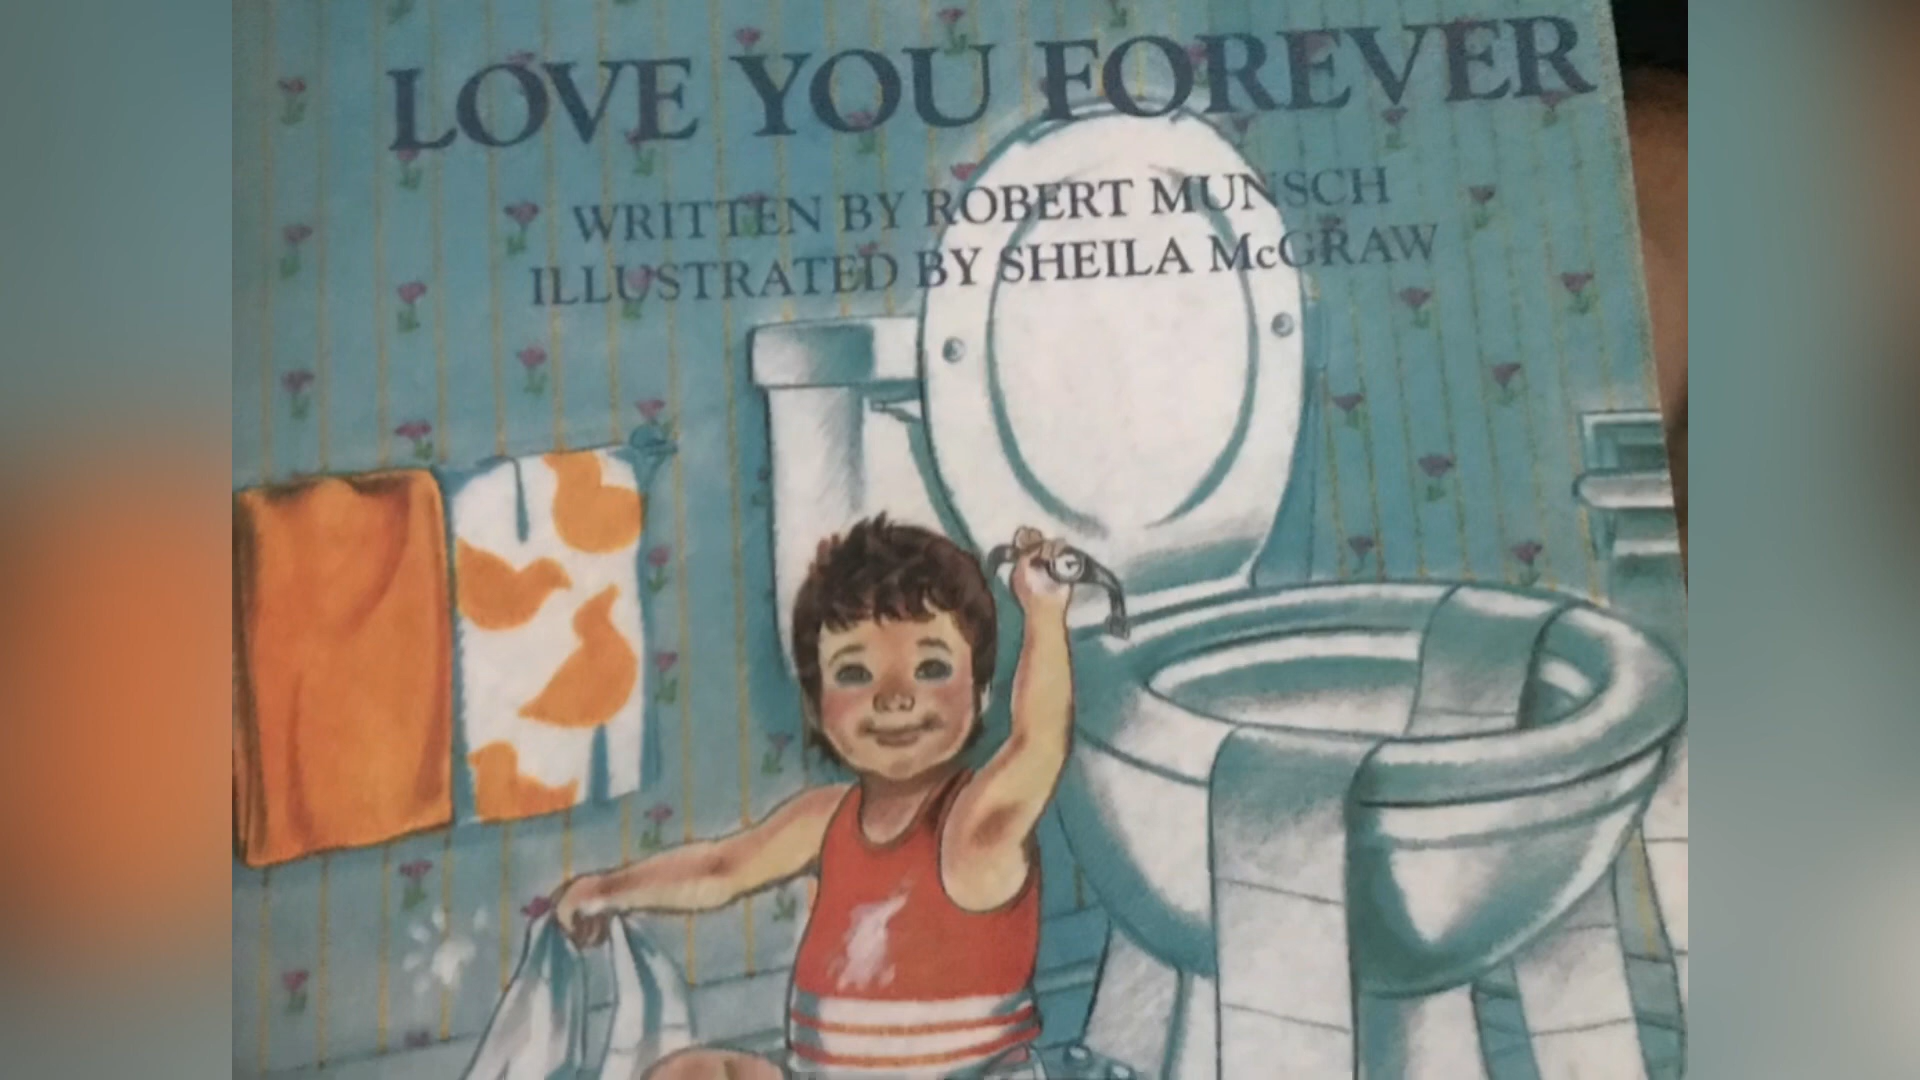 LOVE YOU FOREVER
WRITTEN BY ROBERT MUNSCH
ILLUSTRATED BY SHEILA McGRAW